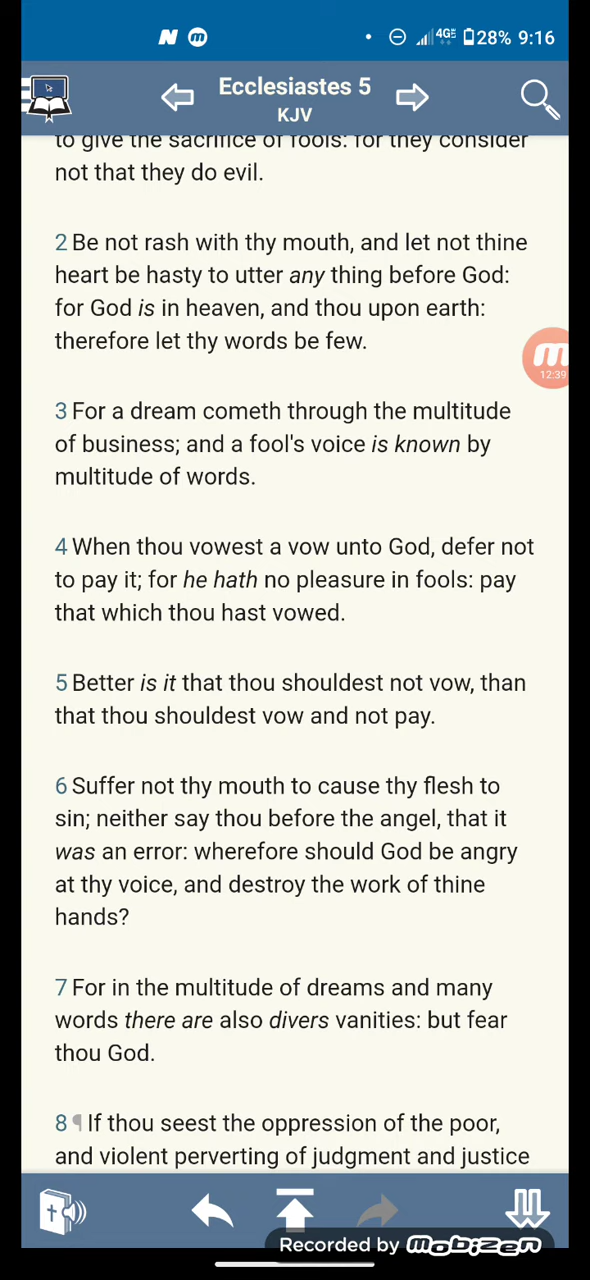 28% 9:16
Ecclesiastes 5
KJV
to give the sacrifice of fools: for they consider
not that they do evil.
2 Be not rash with thy mouth, and let not thine
heart be hasty to utter any thing before God:
for God is in heaven, and thou upon earth:
therefore let thy words be few.
12:39
3 For a dream cometh through the multitude
of business; and a fool's voice is known by
multitude of words.
4 When thou vowest a vow unto God, defer not
to pay it; for he hath no pleasure in fools: pay
that which thou hast vowed.
5 Better is it that thou shouldest not vow, than
that thou shouldest vow and not pay.
6 Suffer not thy mouth to cause thy flesh to
sin; neither say thou before the angel, that it
was an error: wherefore should God be angry
at thy voice, and destroy the work of thine
hands?
7 For in the multitude of dreams and many
words there are also divers vanities: but fear
thou God.
8 ¶ If thou seest the oppression of the poor,
and violent perverting of judgment and justice
Recorded by mobizen